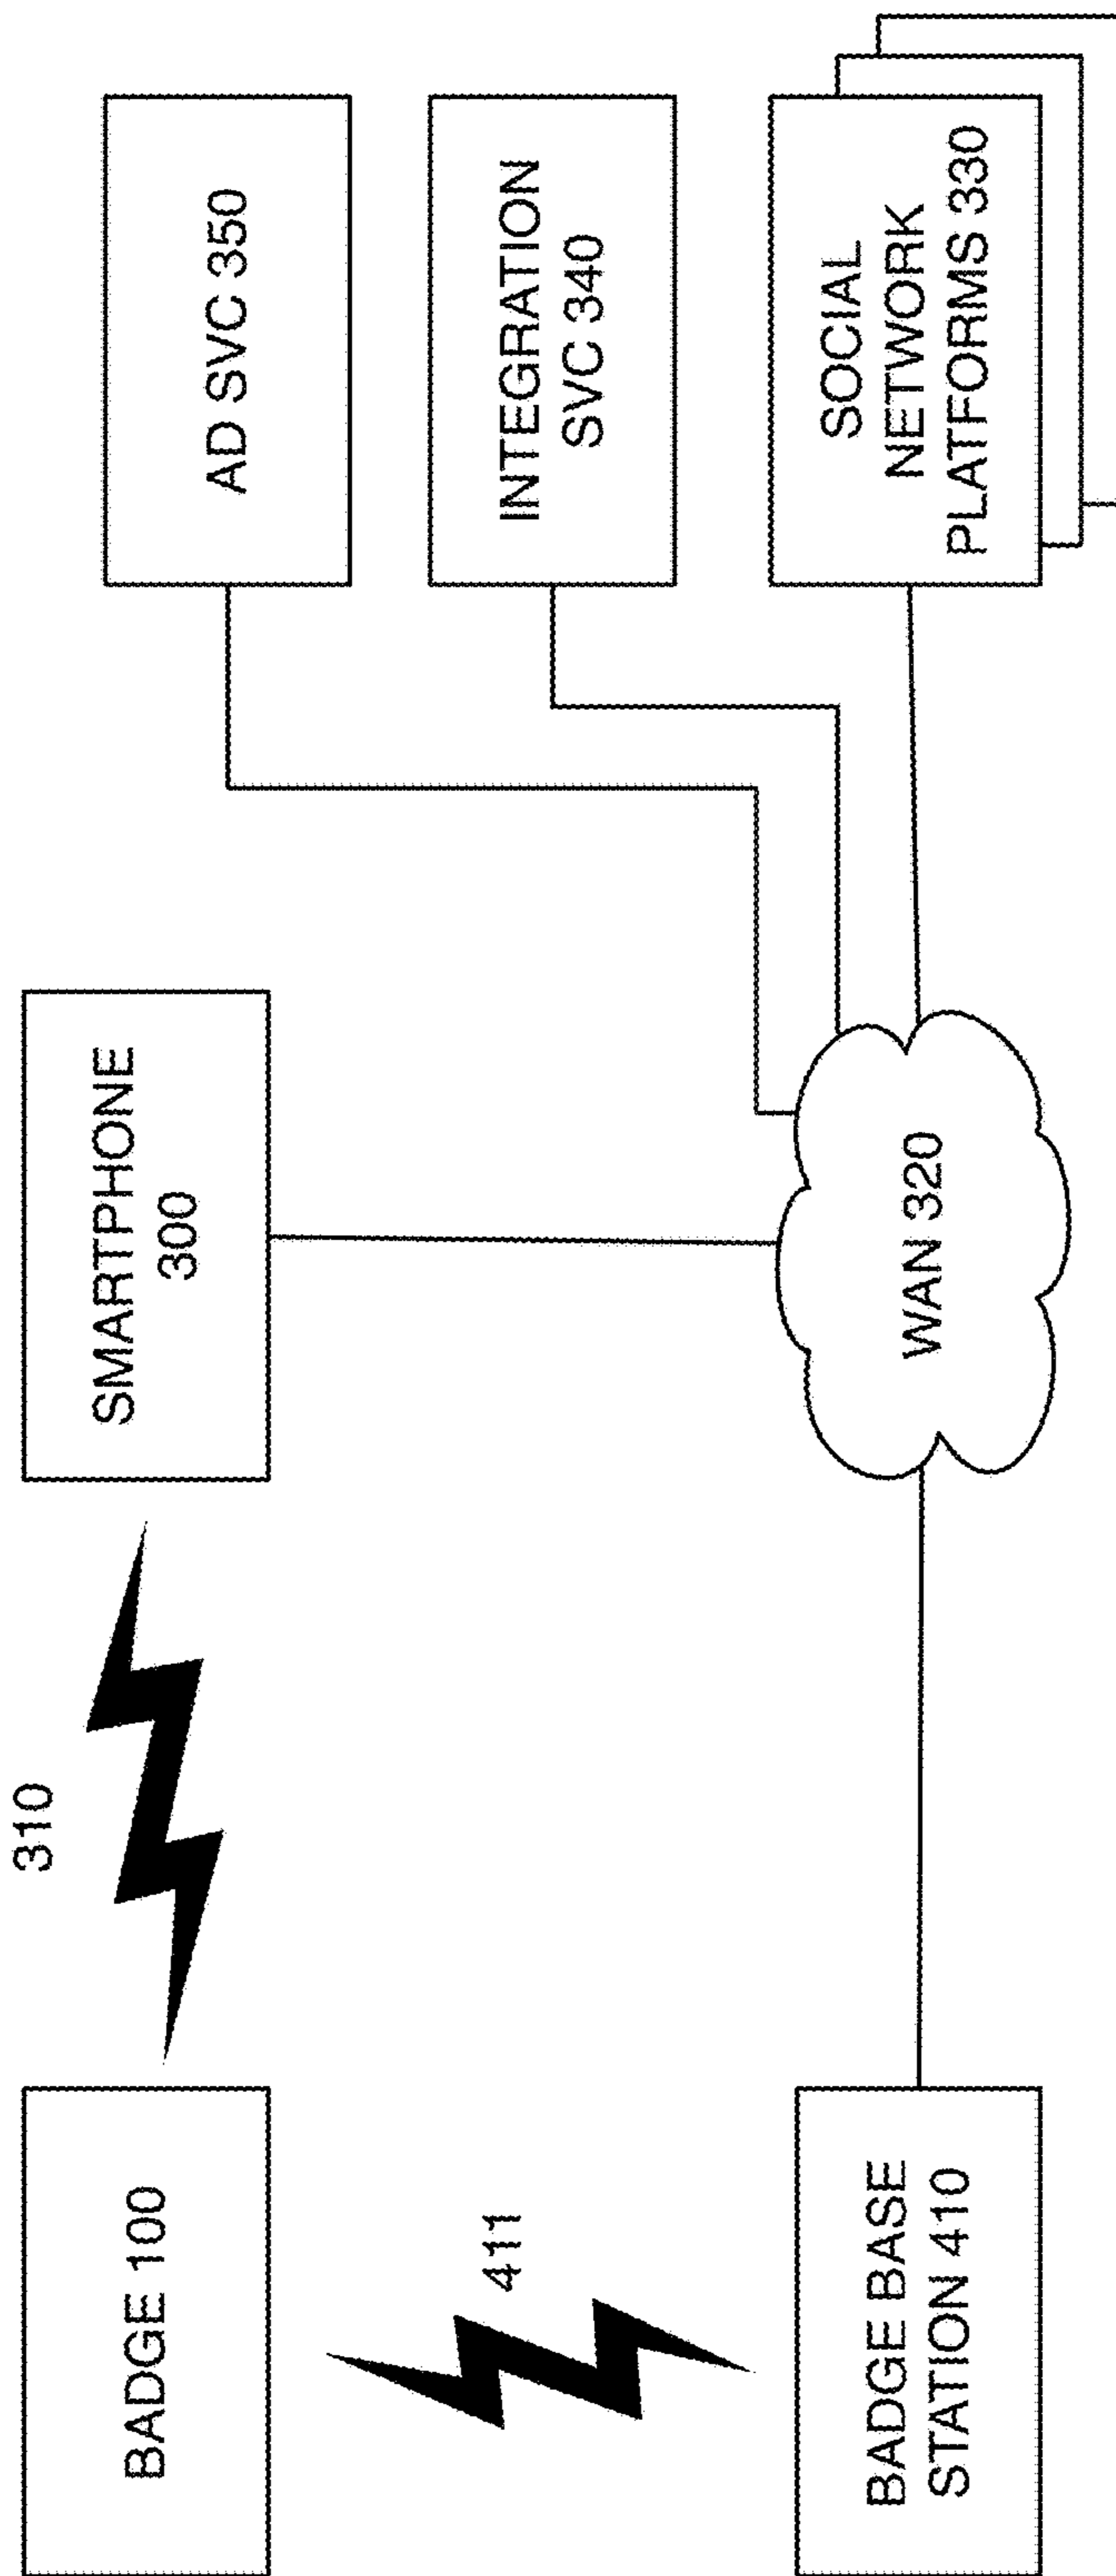 BADGE 100
310
SMARTPHONE
300
AD SVC 350
INTEGRATION
SVC 340
411
BADGE BASE
STATION 410
WAN 320
SOCIAL
NETWORK
PLATFORMS 330